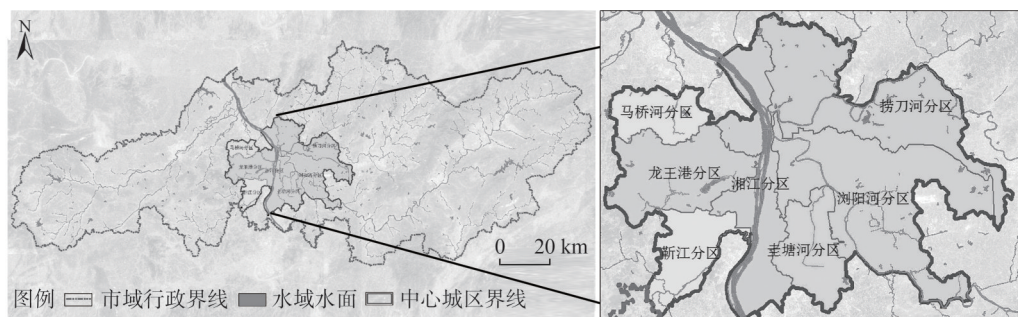 N
马桥河分区
捞刀河分区
龙王港分区
湘江分区
浏阳河分区
靳江分区
圭塘河分区
0 20 km
图例 市域行政界线 水域水面 中心城区界线